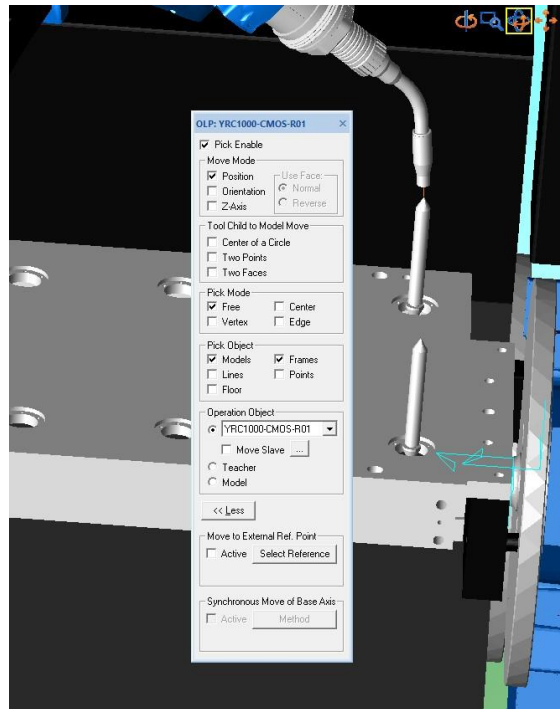 OLP: YRC1000-CMOS-R01
Pick Enable
Move Mode
Position
Orientation
Z-Axis
Use Face:
Normal
Reverse
Tool Child to Model Move
Center of a Circle
Two Points
Two Faces
Pick Mode
Free Center
Vertex Edge
Pick Object
Models Frames
Lines Points
Floor
Operation Object
YRC1000-CMOS-R01
Move Slave ...
Teacher
Model
<< Less
Move to External Ref. Point
Active Select Reference
Synchronous Move of Base Axis
Active Method